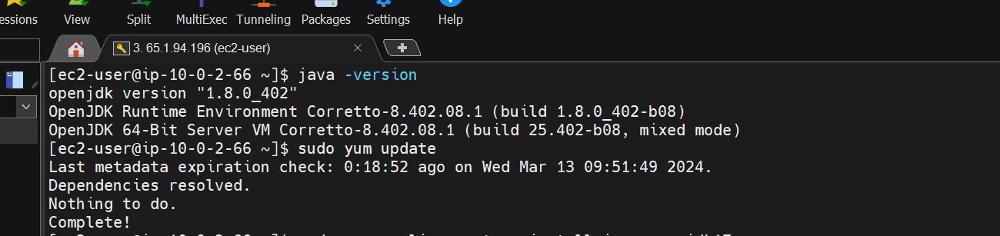 essions View Split MultiExec Tunneling Packages Settings Help
3. 65.1.94.196 (ec2-user)
[ec2-user@ip-10-0-2-66 ~]$ java -version
openjdk version "1.8.0_402"
OpenJDK Runtime Environment Corretto-8.402.08.1 (build 1.8.0_402-b08)
OpenJDK 64-Bit Server VM Corretto-8.402.08.1 (build 25.402-b08, mixed mode)
[ec2-user@ip-10-0-2-66 ~]$ sudo yum update
Last metadata expiration check: 0:18:52 ago on Wed Mar 13 09:51:49 2024.
Dependencies resolved.
Nothing to do.
Complete!